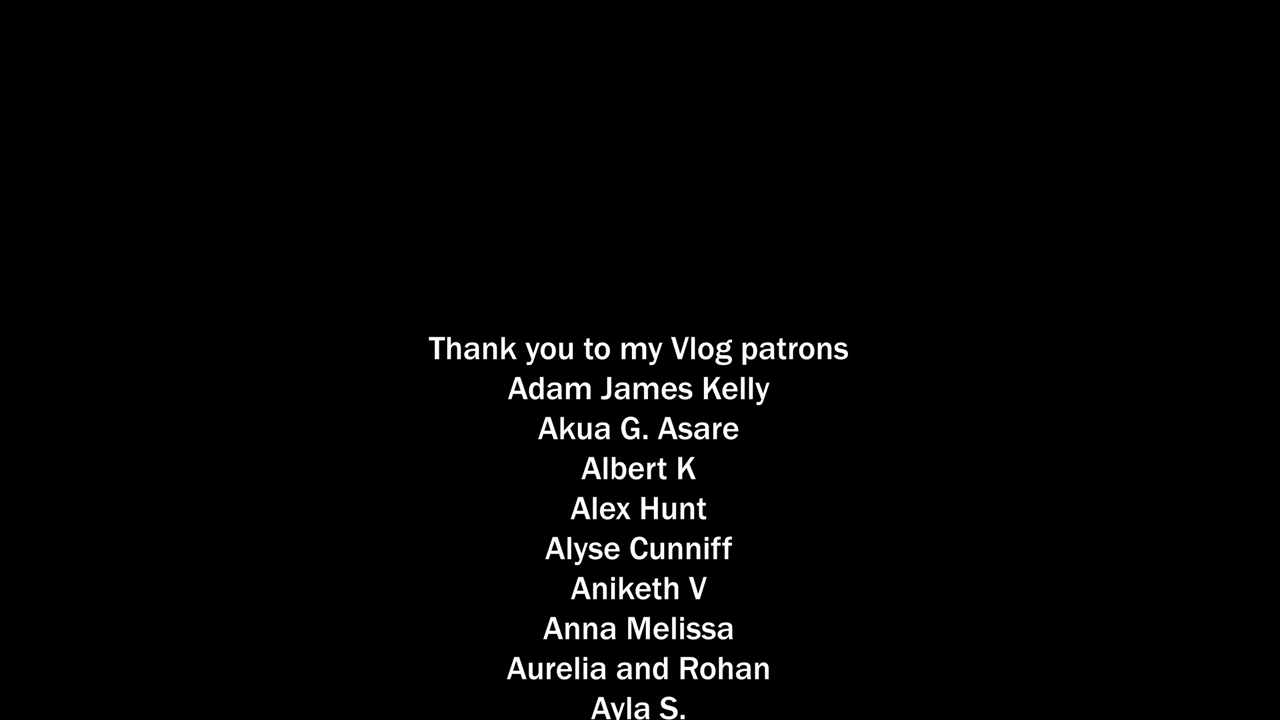 Thank you to my Vlog patrons
Adam James Kelly
Akua G. Asare
Albert K
Alex Hunt
Alyse Cunniff
Aniketh V
Anna Melissa
Aurelia and Rohan
Ayla S.